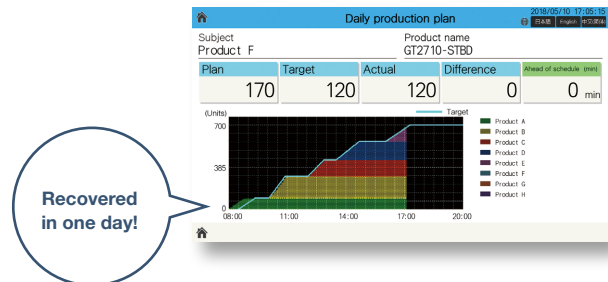 Daily production plan
2018/05/10 17:05:15
日本語 English 中文(简体)
Subject
Product name
Product F
GT2710-STBD
Plan Target Actual Difference Ahead of schedule (min)
170 120 120 0 0 min
(Units)
Target
700
385
0
08:00 11:00 14:00 17:00 20:00
Product A
Product B
Product C
Product D
Product E
Product F
Product G
Product H
Recovered
in one day!